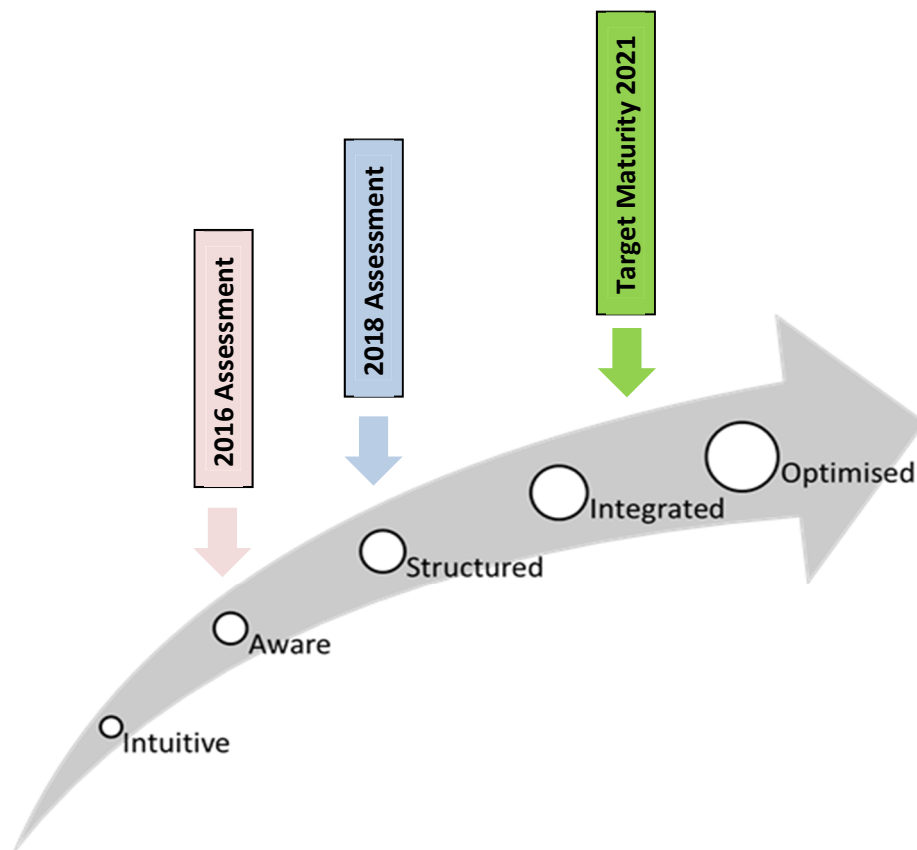 Target Maturity 2021
2018 Assessment
2016 Assessment
Optimised
Integrated
Structured
Aware
Intuitive